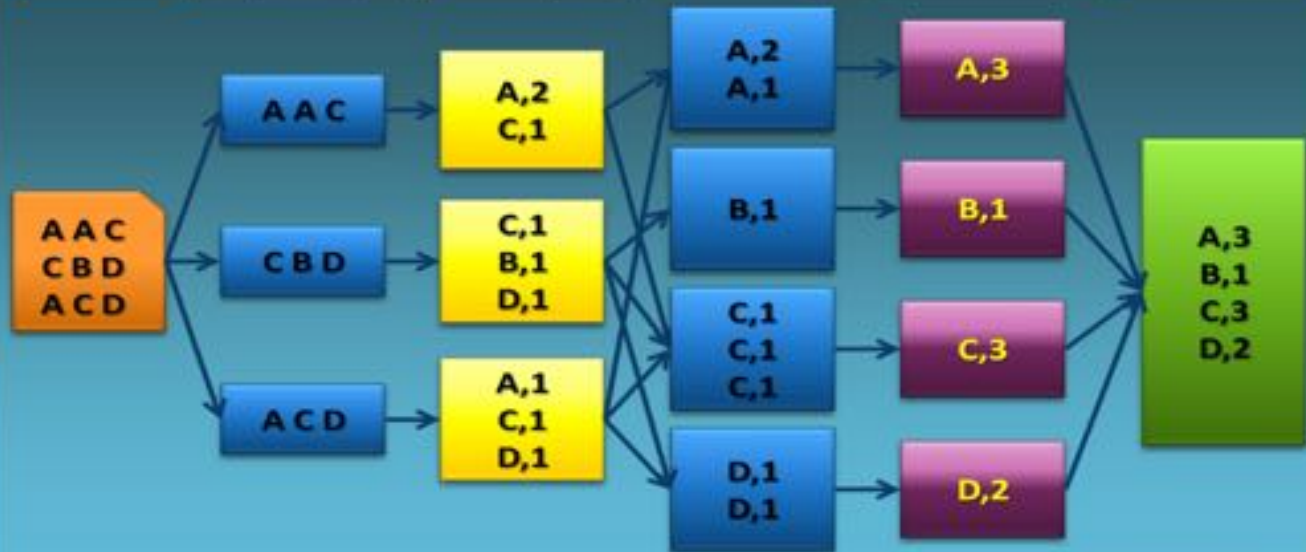 A A C
C B D
A C D
A A C
C B D
A C D
A,2
C,1
C,1
B,1
D,1
A,1
C,1
D,1
A,2
A,1
B,1
C,1
C,1
C,1
D,1
D,1
A,3
B,1
C,3
D,2
A,3
B,1
C,3
D,2